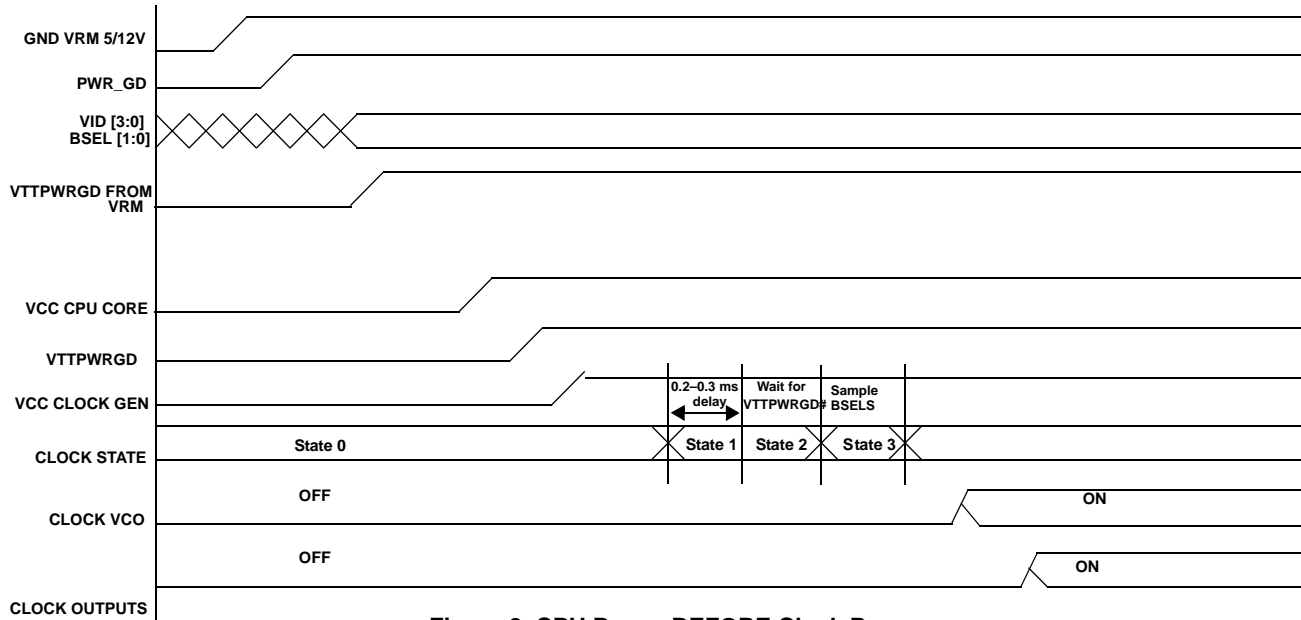 GND VRM 5/12V
PWR_GD
VID [3:0]
BSEL [1:0]
VTTPWRGD FROM
VRM
VCC CPU CORE
VTTPWRGD
VCC CLOCK GEN
0.2–0.3 ms
delay
Wait for
VTTPWRGD#
Sample
BSELS
CLOCK STATE
State 0
State 1
State 2
State 3
OFF
CLOCK VCO
ON
OFF
ON
CLOCK OUTPUTS